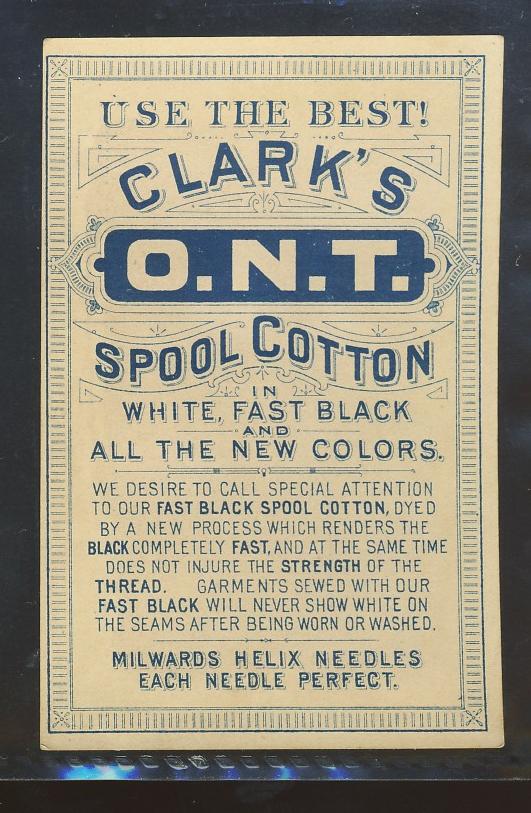 USE THE BEST!
CLARK'S
O.N.T.
SPOOL COTTON
IN
WHITE, FAST BLACK
AND
ALL THE NEW COLORS.
WE DESIRE TO CALL SPECIAL ATTENTION
TO OUR FAST BLACK SPOOL COTTON, DYED
BY A NEW PROCESS WHICH RENDERS THE
BLACK COMPLETELY FAST, AND AT THE SAME TIME
DOES NOT INJURE THE STRENGTH OF THE
THREAD. GARMENTS SEWED WITH OUR
FAST BLACK WILL NEVER SHOW WHITE ON
THE SEAMS AFTER BEING WORN OR WASHED.
MILWARDS HELIX NEEDLES
EACH NEEDLE PERFECT.